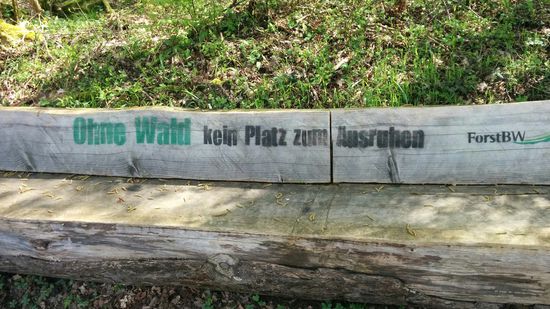 Ohne Wald kein Platz zum Ausruhen ForstBW